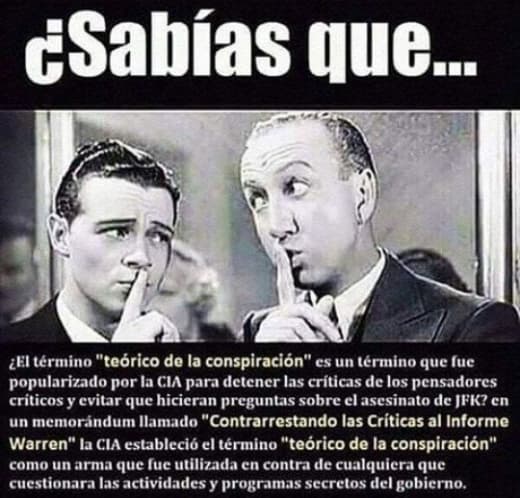 ¿Sabías que...
¿El término "teórico de la conspiración" es un término que fue
popularizado por la CIA para detener las críticas de los pensadores
críticos y evitar que hicieran preguntas sobre el asesinato de JFK? en
un memorándum llamado "Contrarrestando las Críticas al Informe
Warren" la CIA estableció el término "teórico de la conspiración"
como un arma que fue utilizada en contra de cualquiera que
cuestionara las actividades y programas secretos del gobierno.